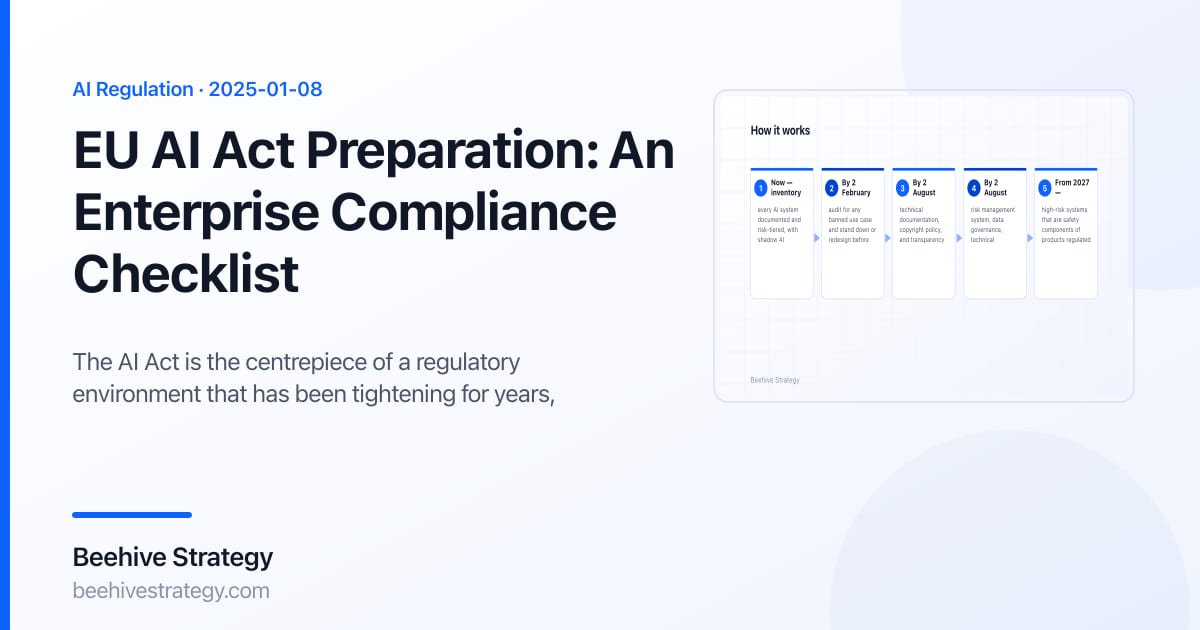 AI Regulation · 2025-01-08
EU AI Act Preparation: An
Enterprise Compliance
Checklist
The AI Act is the centrepiece of a regulatory
environment that has been tightening for years,
Beehive Strategy
beehivestrategy.com
How it works
1 Now —
inventory
every AI system
documented and
risk-tiered, with
shadow AI
2 By 2
February
audit for any
banned use case
and stand down or
redesign before
3 By 2
August
technical
documentation,
copyright policy,
and transparency
4 By 2
August
risk management
system, data
governance,
technical
5 From 2027
—
high-risk systems
that are safety
components of
products regulated
Beehive Strategy